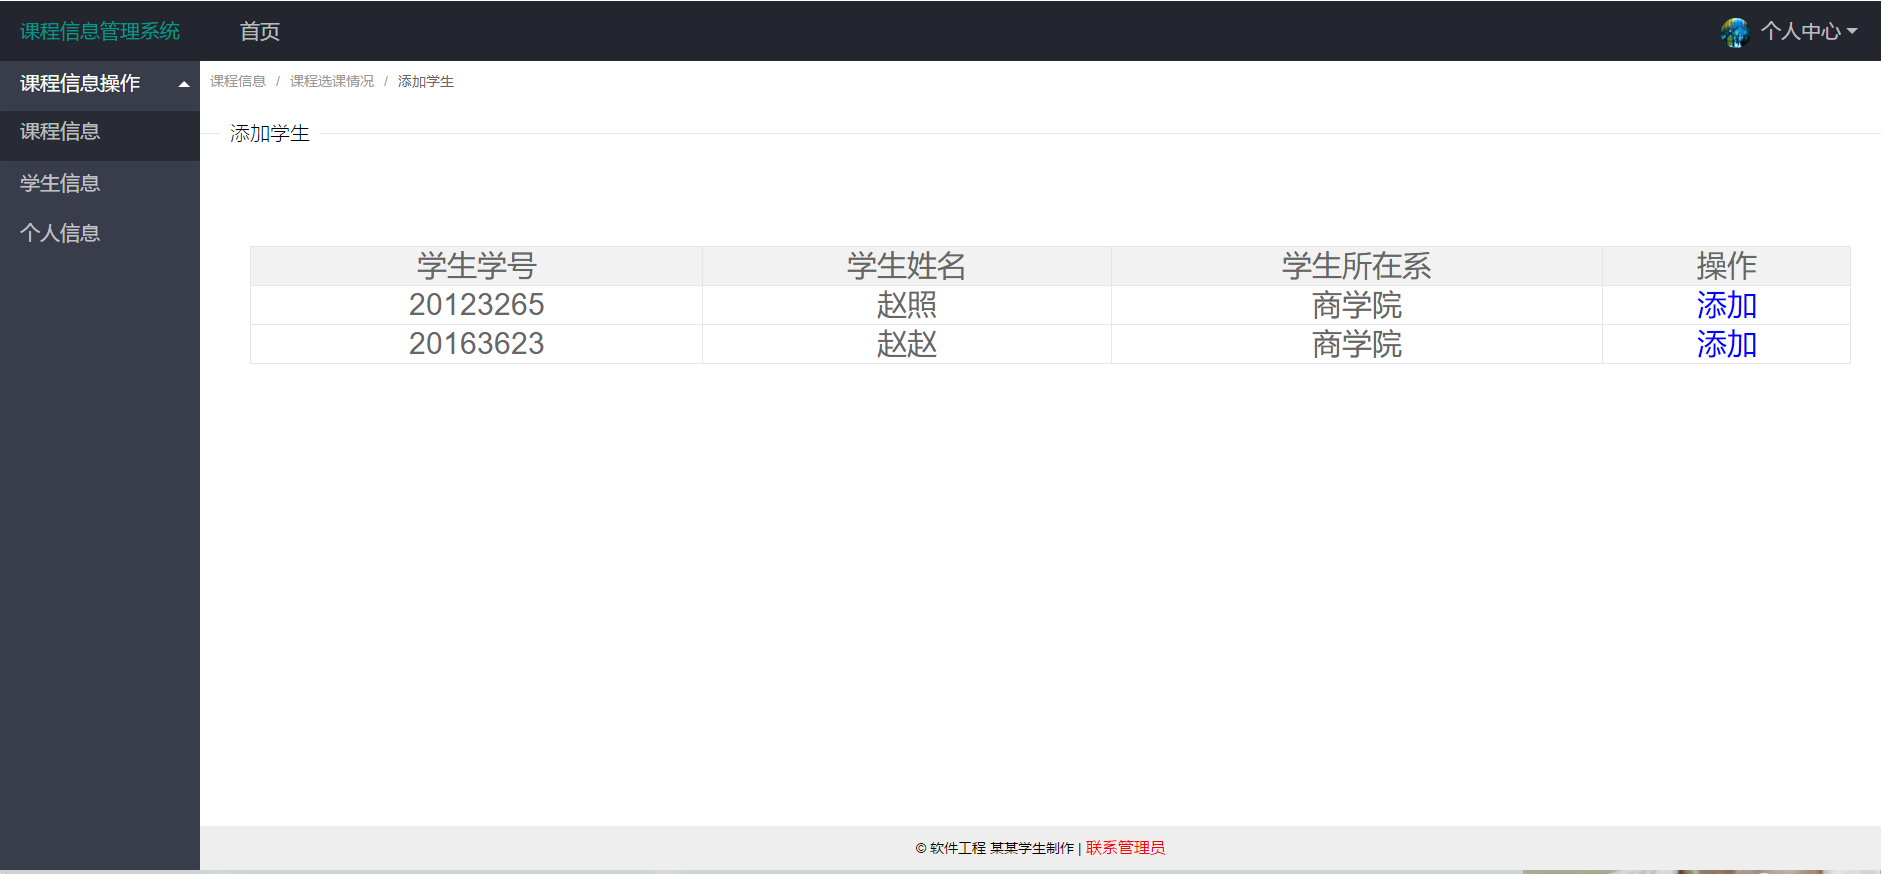 课程信息管理系统 首页 个人中心
课程信息操作
课程信息
学生信息
个人信息
课程信息 / 课程选课情况 / 添加学生
添加学生
学生学号 学生姓名 学生所在系 操作
20123265 赵照 商学院 添加
20163623 赵赵 商学院 添加
© 软件工程 某某学生制作 | 联系管理员